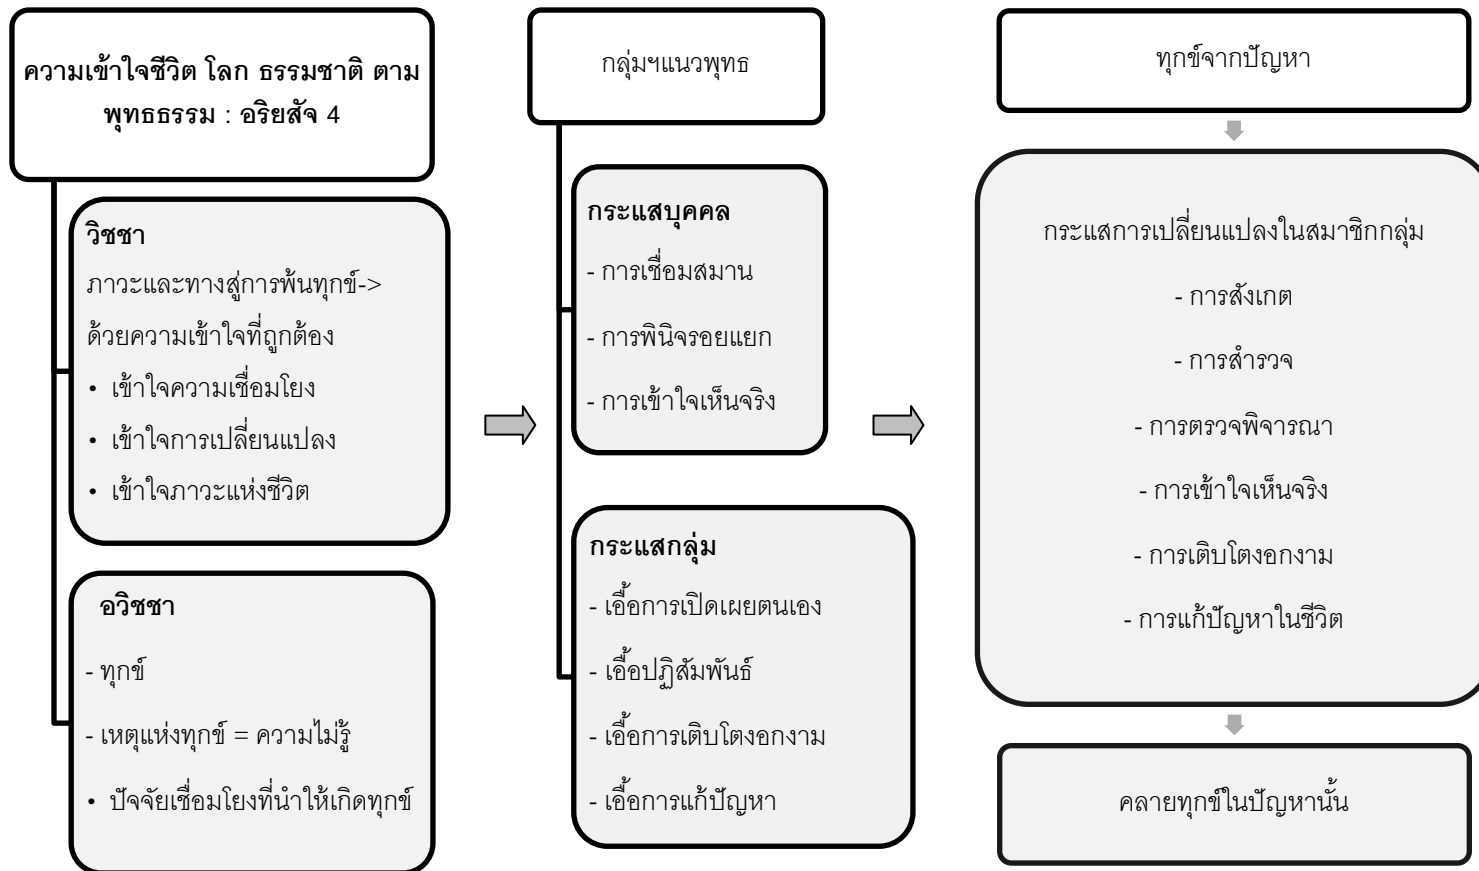 ความเข้าใจชีวิต โลก ธรรมชาติ ตาม
พุทธธรรม : อริยสัจ 4
วิชชา
ภาวะและทางสู่การพ้นทุกข์->
ด้วยความเข้าใจที่ถูกต้อง
• เข้าใจความเชื่อมโยง
• เข้าใจการเปลี่ยนแปลง
• เข้าใจภาวะแห่งชีวิต
อวิชชา
- ทุกข์
- เหตุแห่งทุกข์ = ความไม่รู้
• ปัจจัยเชื่อมโยงที่นำให้เกิดทุกข์
กลุ่มฯแนวพุทธ
กระแสบุคคล
- การเชื่อมสมาน
- การพินิจรอยแยก
- การเข้าใจเห็นจริง
กระแสกลุ่ม
- เอื้อการเปิดเผยตนเอง
- เอื้อปฏิสัมพันธ์
- เอื้อการเติบโตงอกงาม
- เอื้อการแก้ปัญหา
ทุกข์จากปัญหา
กระแสการเปลี่ยนแปลงในสมาชิกกลุ่ม
- การสังเกต
- การสำรวจ
- การตรวจพิจารณา
- การเข้าใจเห็นจริง
- การเติบโตงอกงาม
- การแก้ปัญหาในชีวิต
คลายทุกข์ในปัญหานั้น